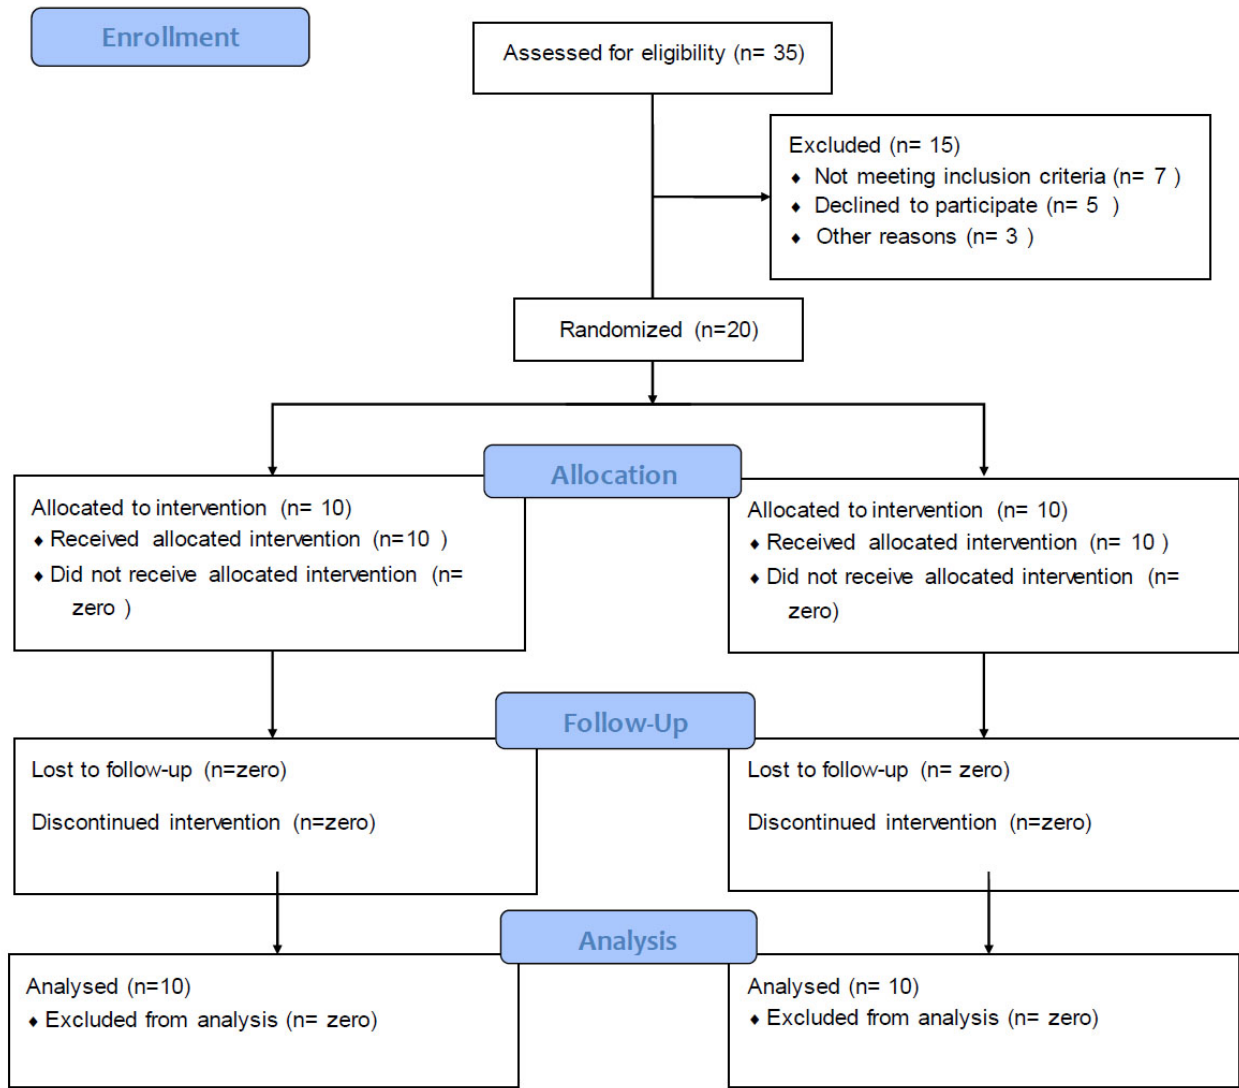 Enrollment
Assessed for eligibility (n= 35)
Excluded (n= 15)
♦ Not meeting inclusion criteria (n= 7 )
♦ Declined to participate (n= 5 )
♦ Other reasons (n= 3 )
Randomized (n=20)
Allocation
Allocated to intervention (n= 10)
♦ Received allocated intervention (n=10 )
♦ Did not receive allocated intervention (n=
zero )
Allocated to intervention (n= 10)
♦ Received allocated intervention (n= 10 )
♦ Did not receive allocated intervention (n=
zero)
Follow-Up
Lost to follow-up (n=zero)
Discontinued intervention (n=zero)
Lost to follow-up (n= zero)
Discontinued intervention (n=zero)
Analysis
Analysed (n=10)
♦ Excluded from analysis (n= zero)
Analysed (n= 10)
♦ Excluded from analysis (n= zero)